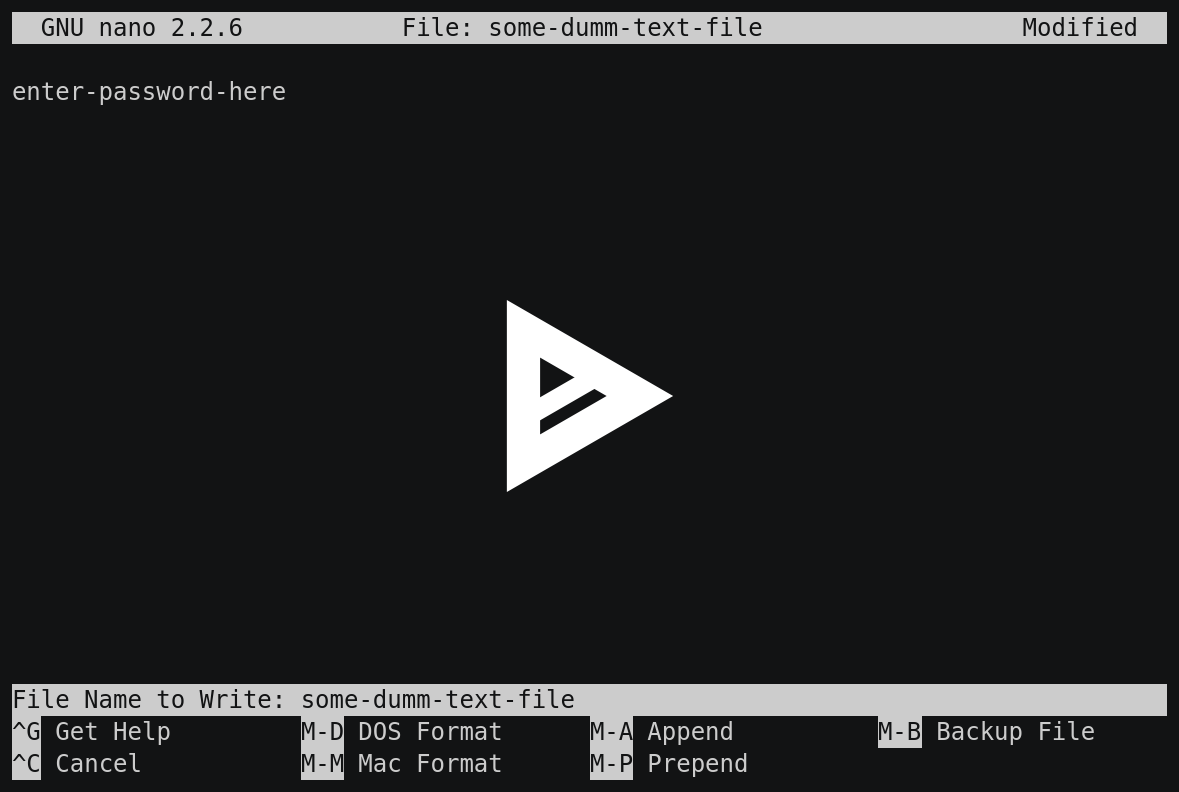 GNU nano 2.2.6 File: some-dumm-text-file Modified
enter-password-here
File Name to Write: some-dumm-text-file
^G Get Help M-D DOS Format M-A Append M-B Backup File
^C Cancel M-M Mac Format M-P Prepend